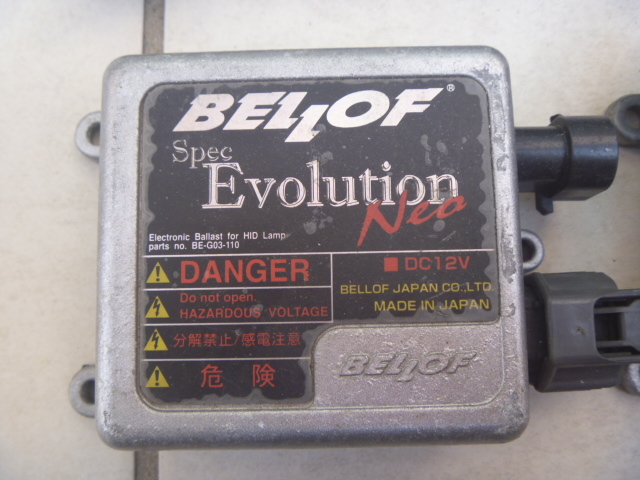 BELLOF®
Spec
Evolution
Neo
Electronic Ballast for HID Lamp
parts no. BE-G03-110
DANGER
Do not open.
HAZARDOUS VOLTAGE
分解禁止/感電注意
危険
DC12V
BELLOF JAPAN CO.,LTD
MADE IN JAPAN
BELLOF